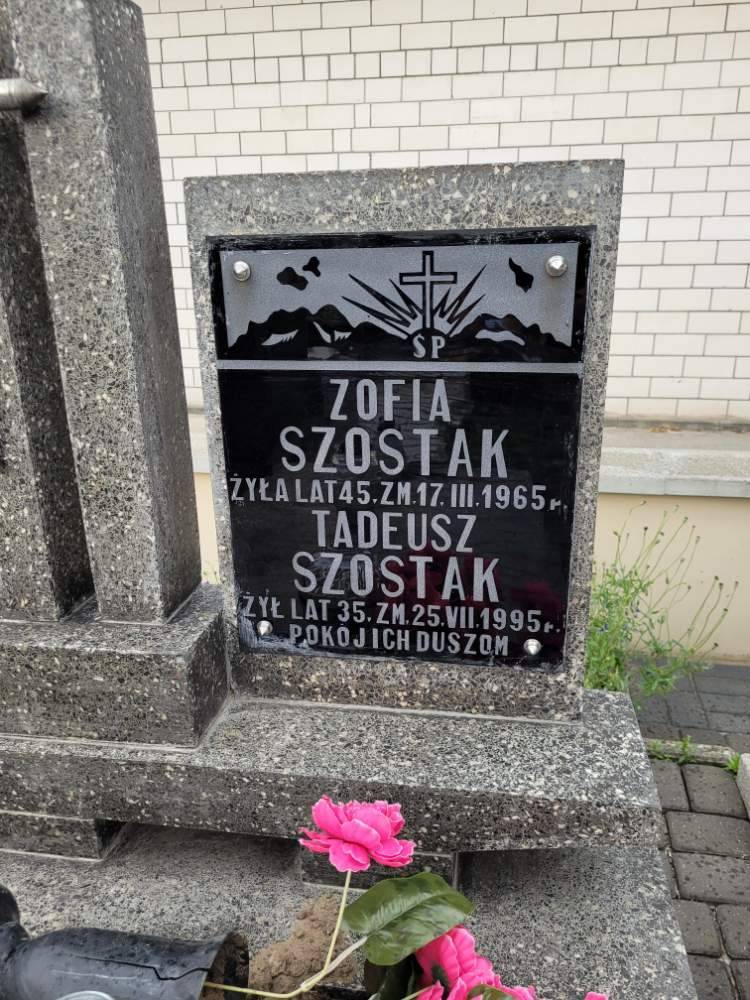 ŚP
ZOFIA
SZOSTAK
ŻYŁA LAT 45. ZM. 17. III. 1965 r.
TADEUSZ
SZOSTAK
ŻYŁ LAT 35. ZM. 25. VII. 1995 r.
POKÓJ ICH DUSZOM